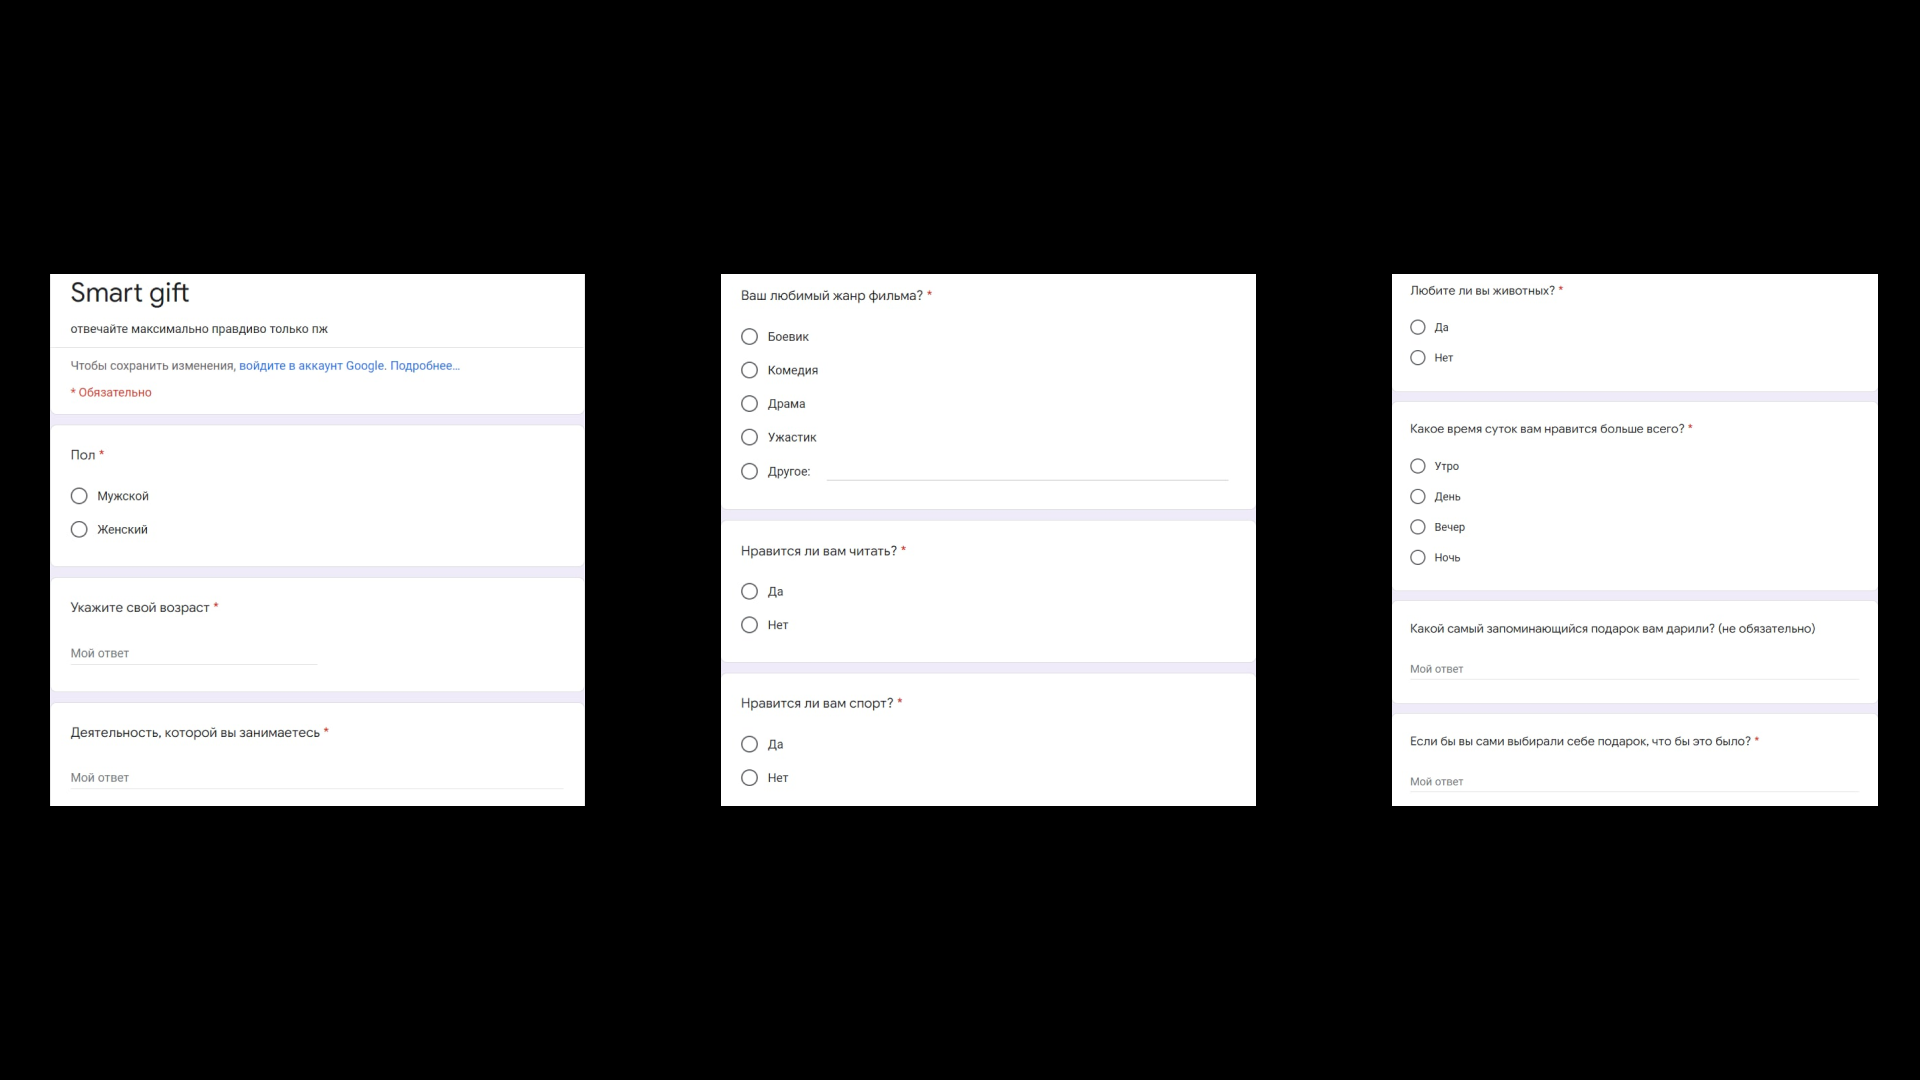 Smart gift
отвечайте максимально правдиво только пж
Чтобы сохранить изменения, войдите в аккаунт Google. Подробнее…
* Обязательно
Пол *
Мужской
Женский
Укажите свой возраст *
Мой ответ
Деятельность, которой вы занимаетесь *
Мой ответ
Ваш любимый жанр фильма? *
Боевик
Комедия
Драма
Ужастик
Другое:
Нравится ли вам читать? *
Да
Нет
Нравится ли вам спорт? *
Да
Нет
Любите ли вы животных? *
Да
Нет
Какое время суток вам нравится больше всего? *
Утро
День
Вечер
Ночь
Какой самый запоминающийся подарок вам дарили? (не обязательно)
Мой ответ
Если бы вы сами выбирали себе подарок, что бы это было? *
Мой ответ